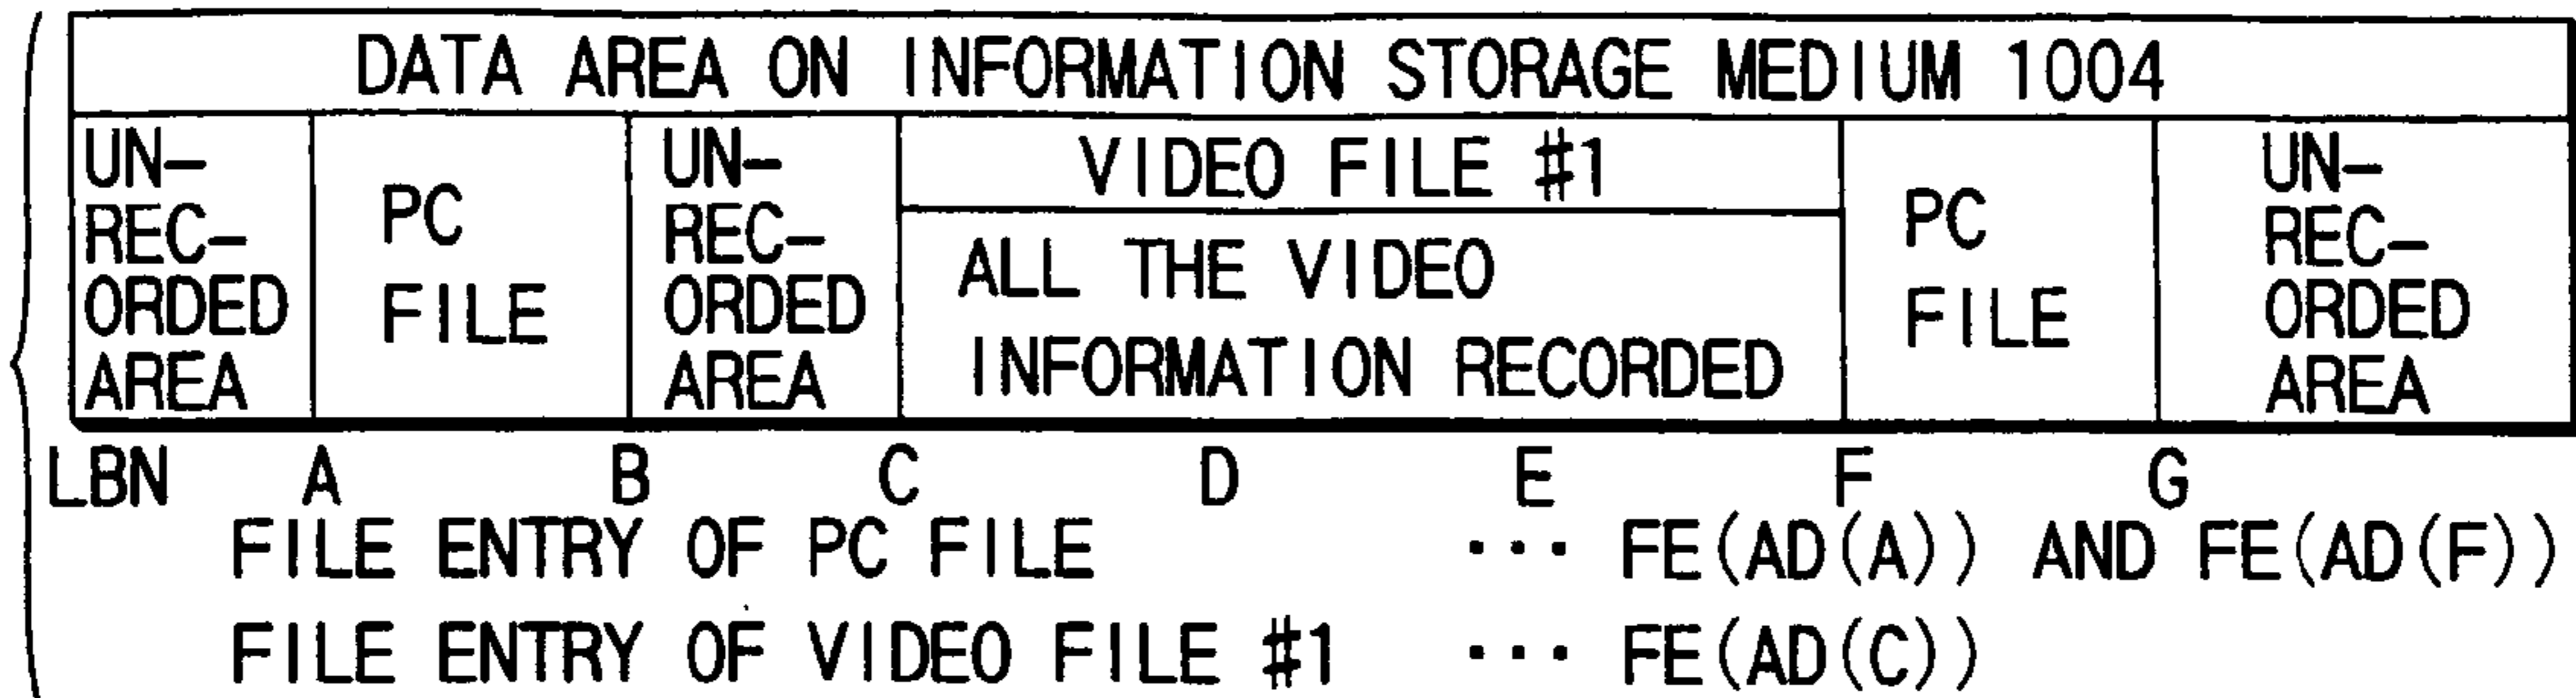 DATA AREA ON INFORMATION STORAGE MEDIUM 1004
UN-
REC-
ORDED
AREA
PC
FILE
UN-
REC-
ORDED
AREA
VIDEO FILE #1
ALL THE VIDEO
INFORMATION RECORDED
PC
FILE
UN-
REC-
ORDED
AREA
LBN A B C D E F G
FILE ENTRY OF PC FILE ··· FE(AD(A)) AND FE(AD(F))
FILE ENTRY OF VIDEO FILE #1 ··· FE(AD(C))